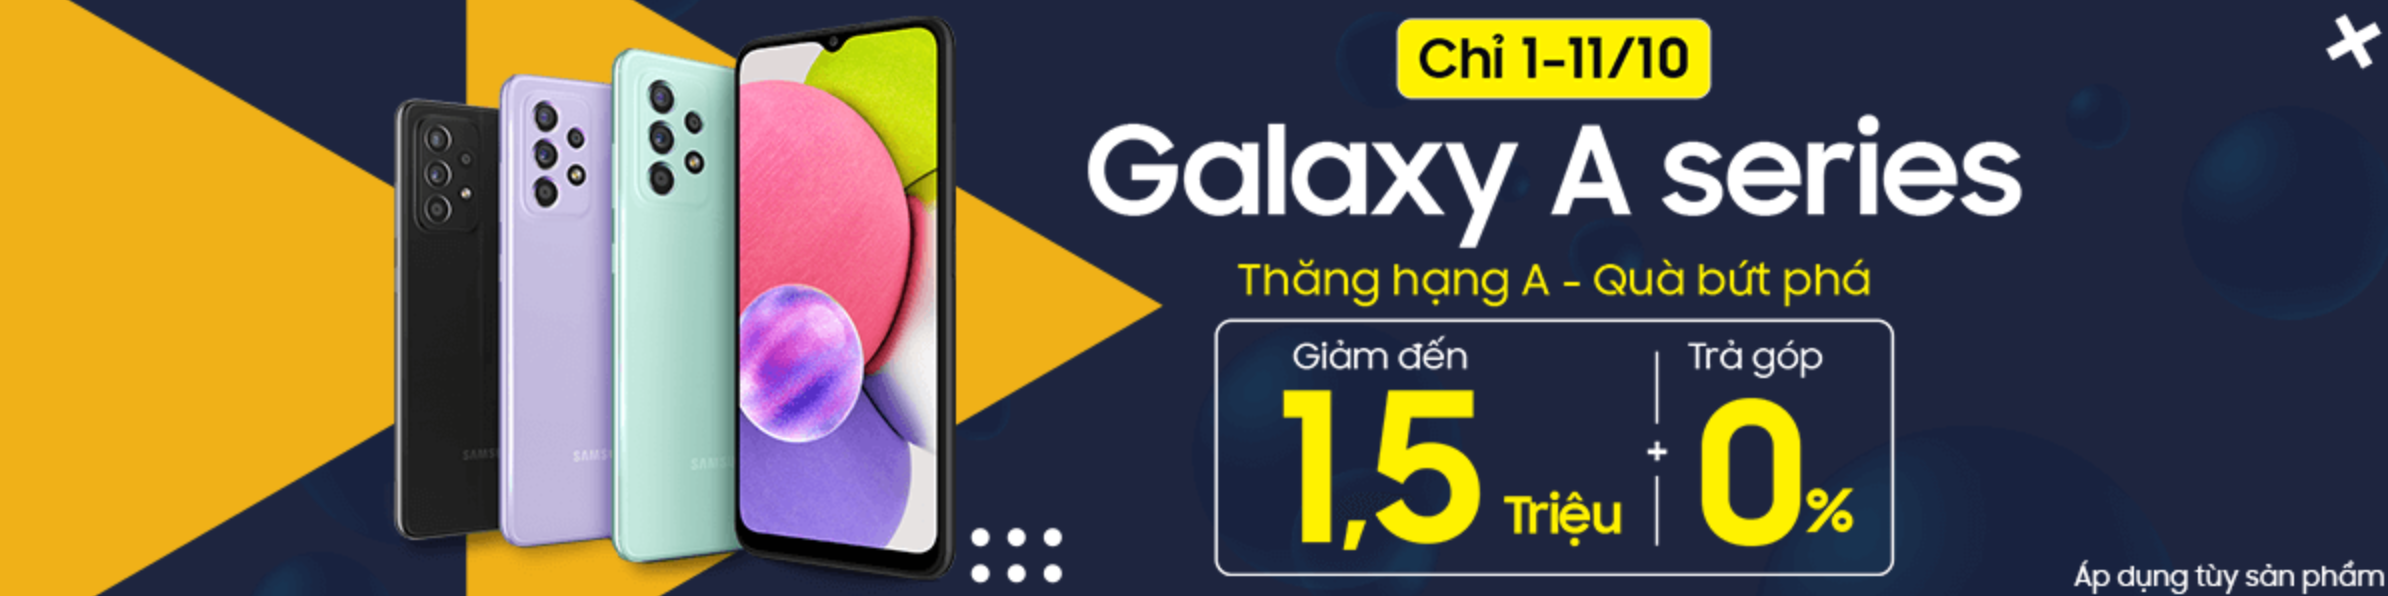 Chỉ 1-11/10
Galaxy A series
Thăng hạng A - Quà bứt phá
Giảm đến
1,5 Triệu
+
Trả góp
0%
Áp dụng tùy sản phẩm